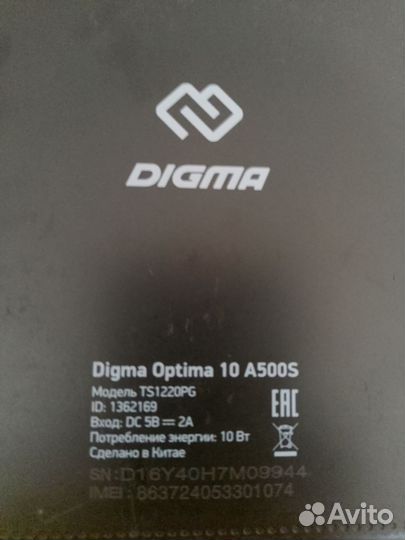 DIGMA
Digma Optima 10 A500S
Модель TS1220PG
ID: 1362169
Вход: DC 5В⎓2А
Потребление энергии: 10 Вт
Сделано в Китае
EAC
SN:D16Y40H7M09944
IMEI : 863724053301074
Avito